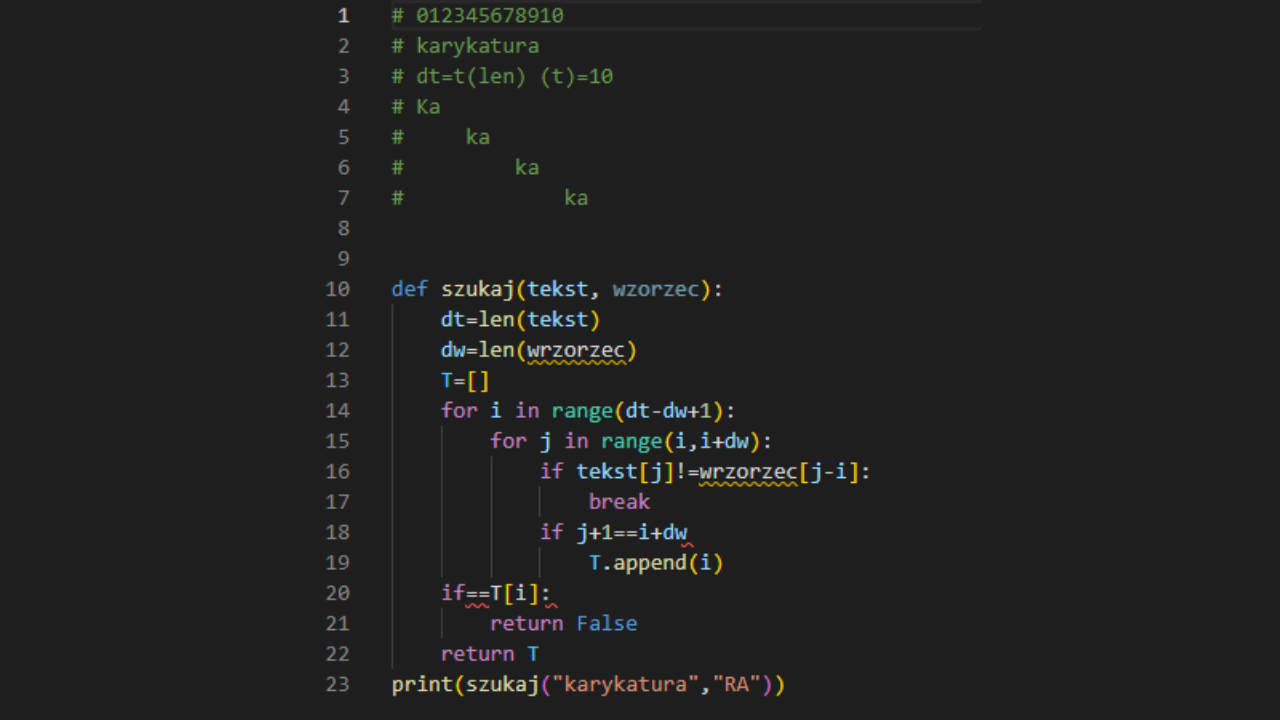 1 # 012345678910
2 # karykatura
3 # dt=t(len) (t)=10
4 # Ka
5 #     ka
6 #         ka
7 #             ka
8
9
10 def szukaj(tekst, wzorzec):
11     dt=len(tekst)
12     dw=len(wrzorzec)
13     T=[]
14     for i in range(dt-dw+1):
15         for j in range(i,i+dw):
16             if tekst[j]!=wrzorzec[j-i]:
17                 break
18             if j+1==i+dw
19                 T.append(i)
20     if==T[i]:
21         return False
22     return T
23 print(szukaj("karykatura","RA"))